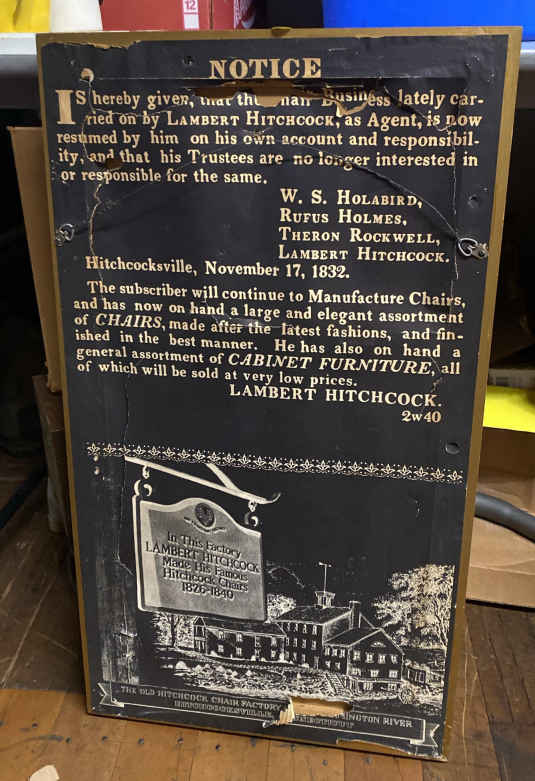 12
NOTICE
IS hereby given, that the Chair Business lately car-
ried on by LAMBERT HITCHCOCK, as Agent, is now
resumed by him on his own account and responsibil-
ity, and that his Trustees are no longer interested in
or responsible for the same.
W. S. HOLABIRD,
RUFUS HOLMES,
THERON ROCKWELL,
LAMBERT HITCHCOCK.
Hitchcocksville, November 17, 1832.
The subscriber will continue to Manufacture Chairs,
and has now on hand a large and elegant assortment
of CHAIRS, made after the latest fashions, and fin-
ished in the best manner. He has also on hand a
general assortment of CABINET FURNITURE, all
of which will be sold at very low prices.
LAMBERT HITCHCOCK.
2w40
In This Factory
LAMBERT HITCHCOCK
Made His Famous
Hitchcock Chairs
1826-1840
THE OLD HITCHCOCK CHAIR FACTORY RIVER
HITCHCOCKSVILLE, CONNECTICUT